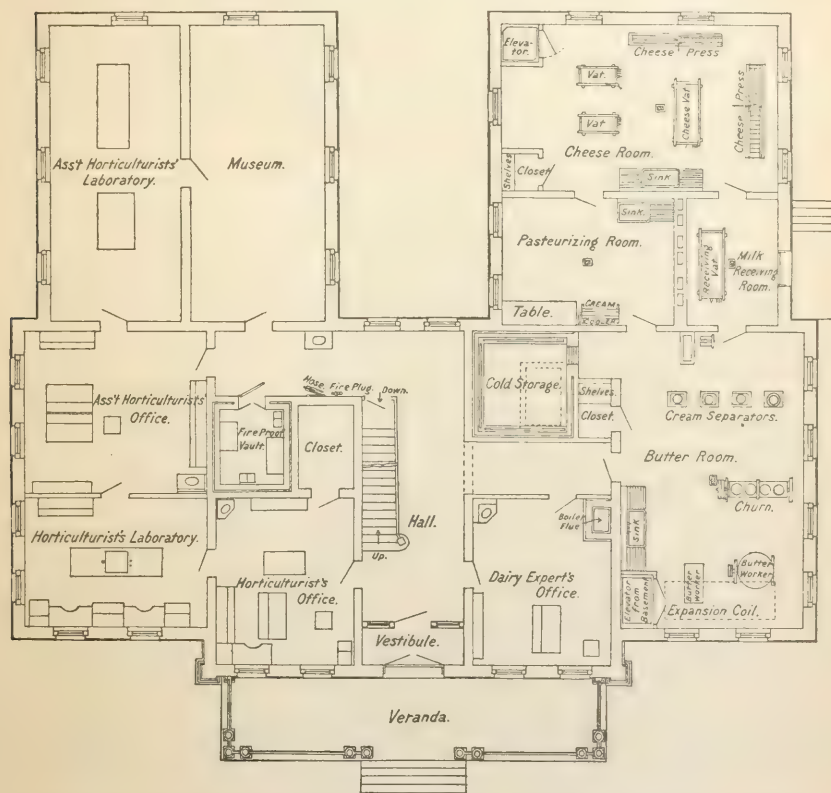 Ass't Horticulturists'
Laboratory.
Museum.
Eleva-
tor.
Cheese Press
Vat.
Vat
Cheese Vat
Cheese Press
Cheese Room.
Shelves
Closet
Sink
Sink.
Pasteurizing Room.
Receiving
Vat.
Milk
Receiving
Room.
Table.
CREAM
COOLER.
Ass't Horticulturists'
Office.
Hose.
Fire Plug.
Down.
Fire Proof
Vault.
Closet.
Cold Storage.
Shelves.
Closet.
Cream Separators.
Butter Room.
Churn.
Horticulturist's Laboratory.
Horticulturist's
Office.
Hall.
Up.
Boiler
Flue
Dairy Expert's
Office.
Sink
Elevator
from
Basement
Butter
Worker
Butter
Worker
Expansion Coil.
Vestibule.
Veranda.